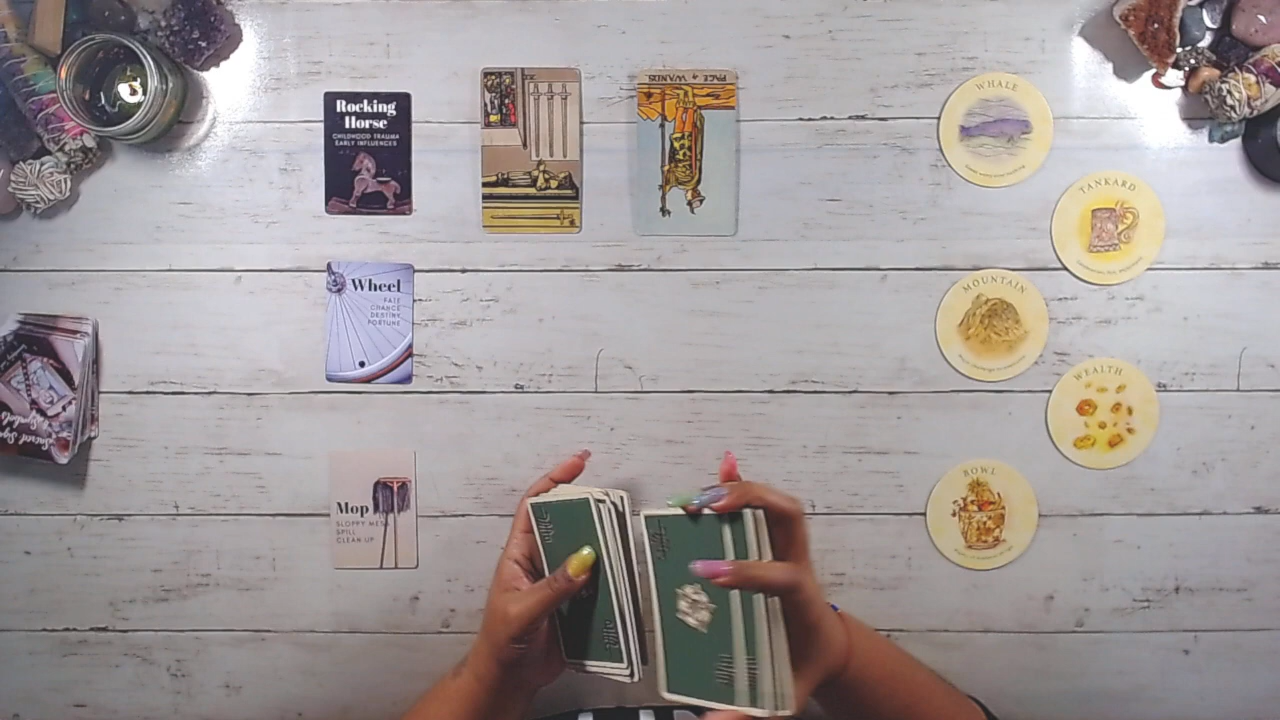 Rocking
Horse
CHILDHOOD TRAUMA
EARLY INFLUENCES
PAGE of WANDS
WHALE
TANKARD
Wheel
FATE
CHANCE
DESTINY
FORTUNE
MOUNTAIN
WEALTH
Mop
SLOPPY MESS
SPILL
CLEAN UP
BOWL